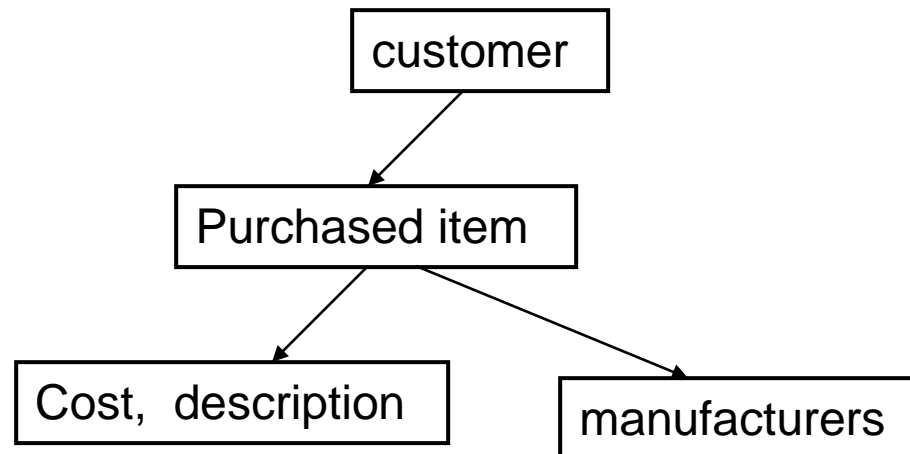 customer
Purchased item
Cost, description
manufacturers